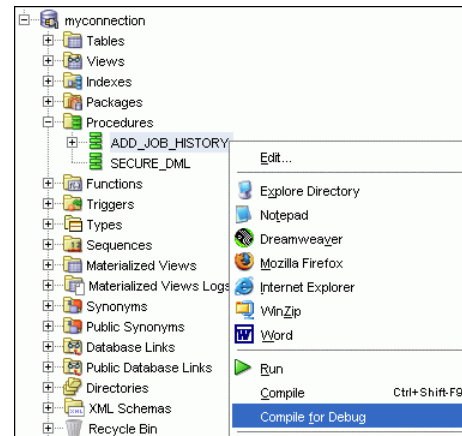 myconnection
Tables
Views
Indexes
Packages
Procedures
ADD_JOB_HISTORY
SECURE_DML
Functions
Triggers
Types
Sequences
Materialized Views
Materialized Views Logs
Synonyms
Public Synonyms
Database Links
Public Database Links
Directories
XML Schemas
Recycle Bin
Edit...
Explore Directory
Notepad
Dreamweaver
Mozilla Firefox
Internet Explorer
WinZip
Word
Run
Compile Ctrl+Shift-F9
Compile for Debug